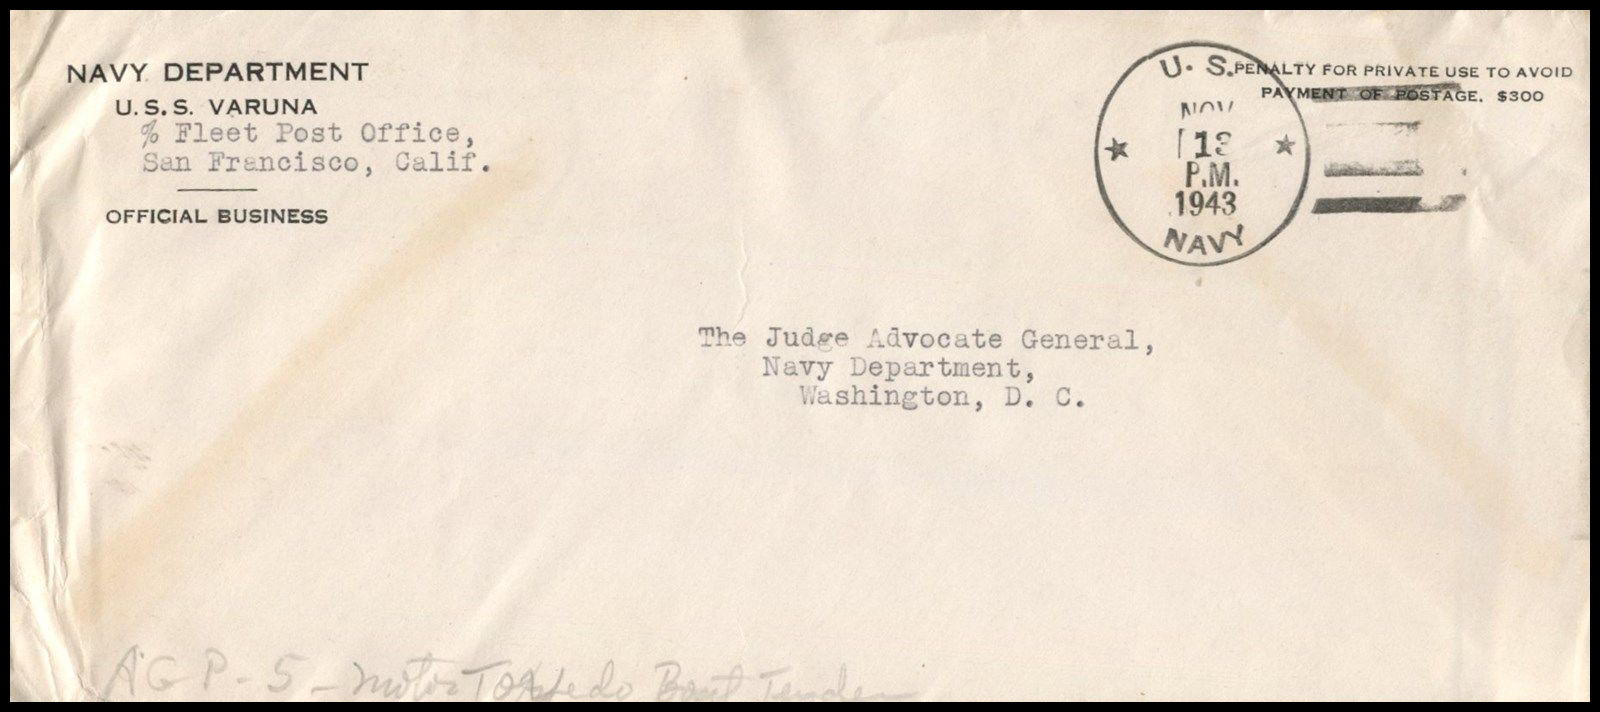 NAVY DEPARTMENT
U.S.S. VARUNA
% Fleet Post Office,
San Francisco, Calif.
OFFICIAL BUSINESS
U. S.
NOV
13
P.M.
1943
NAVY
PENALTY FOR PRIVATE USE TO AVOID
PAYMENT OF POSTAGE. $300
The Judge Advocate General,
Navy Department,
Washington, D. C.
AGP-5-Motor Torpedo Boat Tender